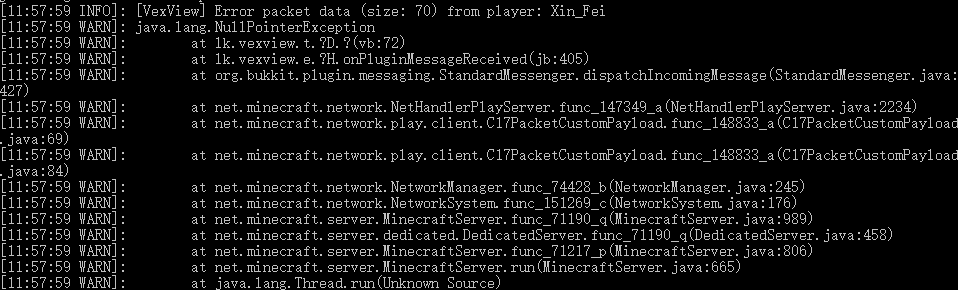 [11:57:59 INFO]: [VexView] Error packet data (size: 70) from player: Xin_Fei
[11:57:59 WARN]: java.lang.NullPointerException
[11:57:59 WARN]:        at lk.vexview.t.?D.?(vb:72)
[11:57:59 WARN]:        at lk.vexview.e.?H.onPluginMessageReceived(jb:405)
[11:57:59 WARN]:        at org.bukkit.plugin.messaging.StandardMessenger.dispatchIncomingMessage(StandardMessenger.java:
427)
[11:57:59 WARN]:        at net.minecraft.network.NetHandlerPlayServer.func_147349_a(NetHandlerPlayServer.java:2234)
[11:57:59 WARN]:        at net.minecraft.network.play.client.C17PacketCustomPayload.func_148833_a(C17PacketCustomPayload
.java:69)
[11:57:59 WARN]:        at net.minecraft.network.play.client.C17PacketCustomPayload.func_148833_a(C17PacketCustomPayload
.java:84)
[11:57:59 WARN]:        at net.minecraft.network.NetworkManager.func_74428_b(NetworkManager.java:245)
[11:57:59 WARN]:        at net.minecraft.network.NetworkSystem.func_151269_c(NetworkSystem.java:176)
[11:57:59 WARN]:        at net.minecraft.server.MinecraftServer.func_71190_q(MinecraftServer.java:989)
[11:57:59 WARN]:        at net.minecraft.server.dedicated.DedicatedServer.func_71190_q(DedicatedServer.java:458)
[11:57:59 WARN]:        at net.minecraft.server.MinecraftServer.func_71217_p(MinecraftServer.java:806)
[11:57:59 WARN]:        at net.minecraft.server.MinecraftServer.run(MinecraftServer.java:665)
[11:57:59 WARN]:        at java.lang.Thread.run(Unknown Source)